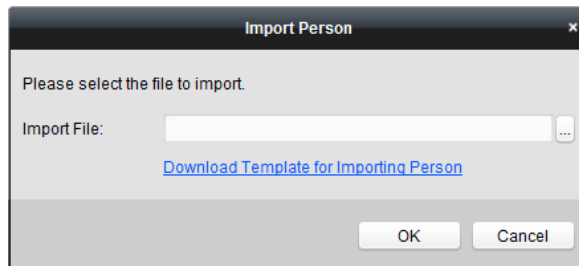 Import Person ×
Please select the file to import.
Import File: ...
Download Template for Importing Person
OK Cancel